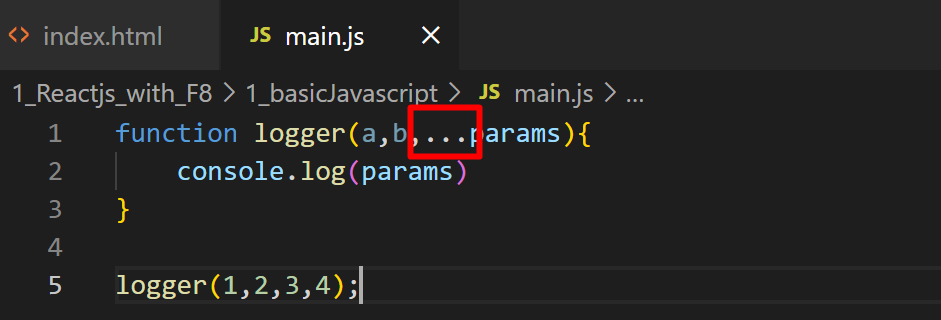 <> index.html JS main.js ×
1_Reactjs_with_F8 > 1_basicJavascript > JS main.js > ...
1 function logger(a,b,...params){
2     console.log(params)
3 }
4
5 logger(1,2,3,4);